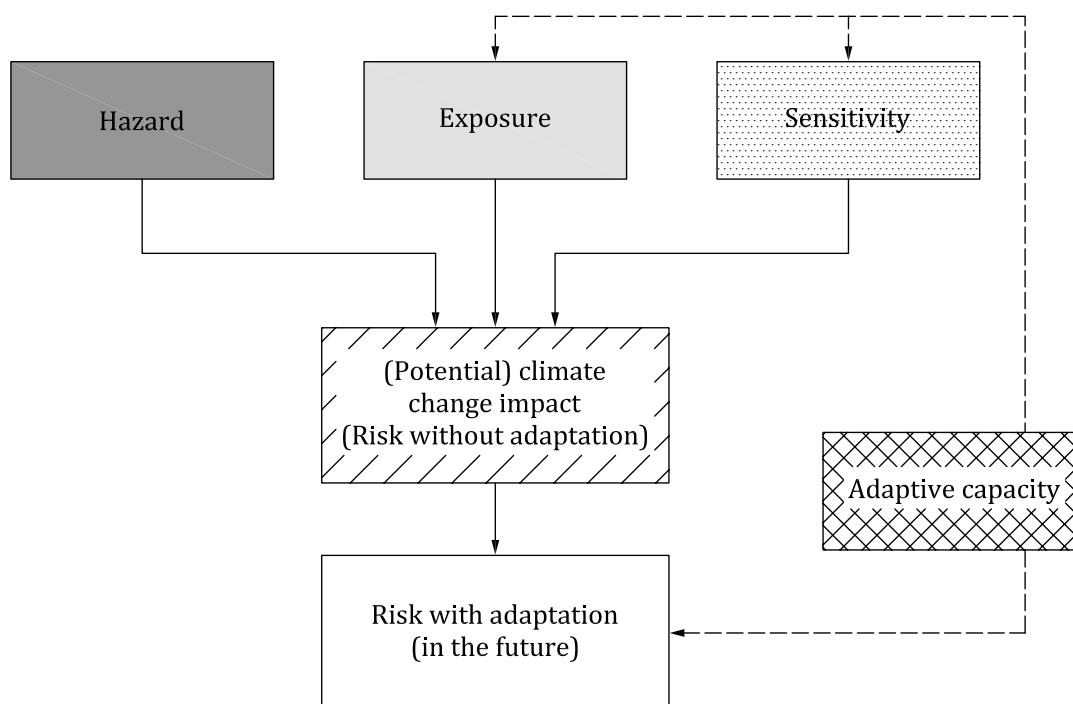 Hazard
Exposure
Sensitivity
(Potential) climate
change impact
(Risk without adaptation)
Adaptive capacity
Risk with adaptation
(in the future)